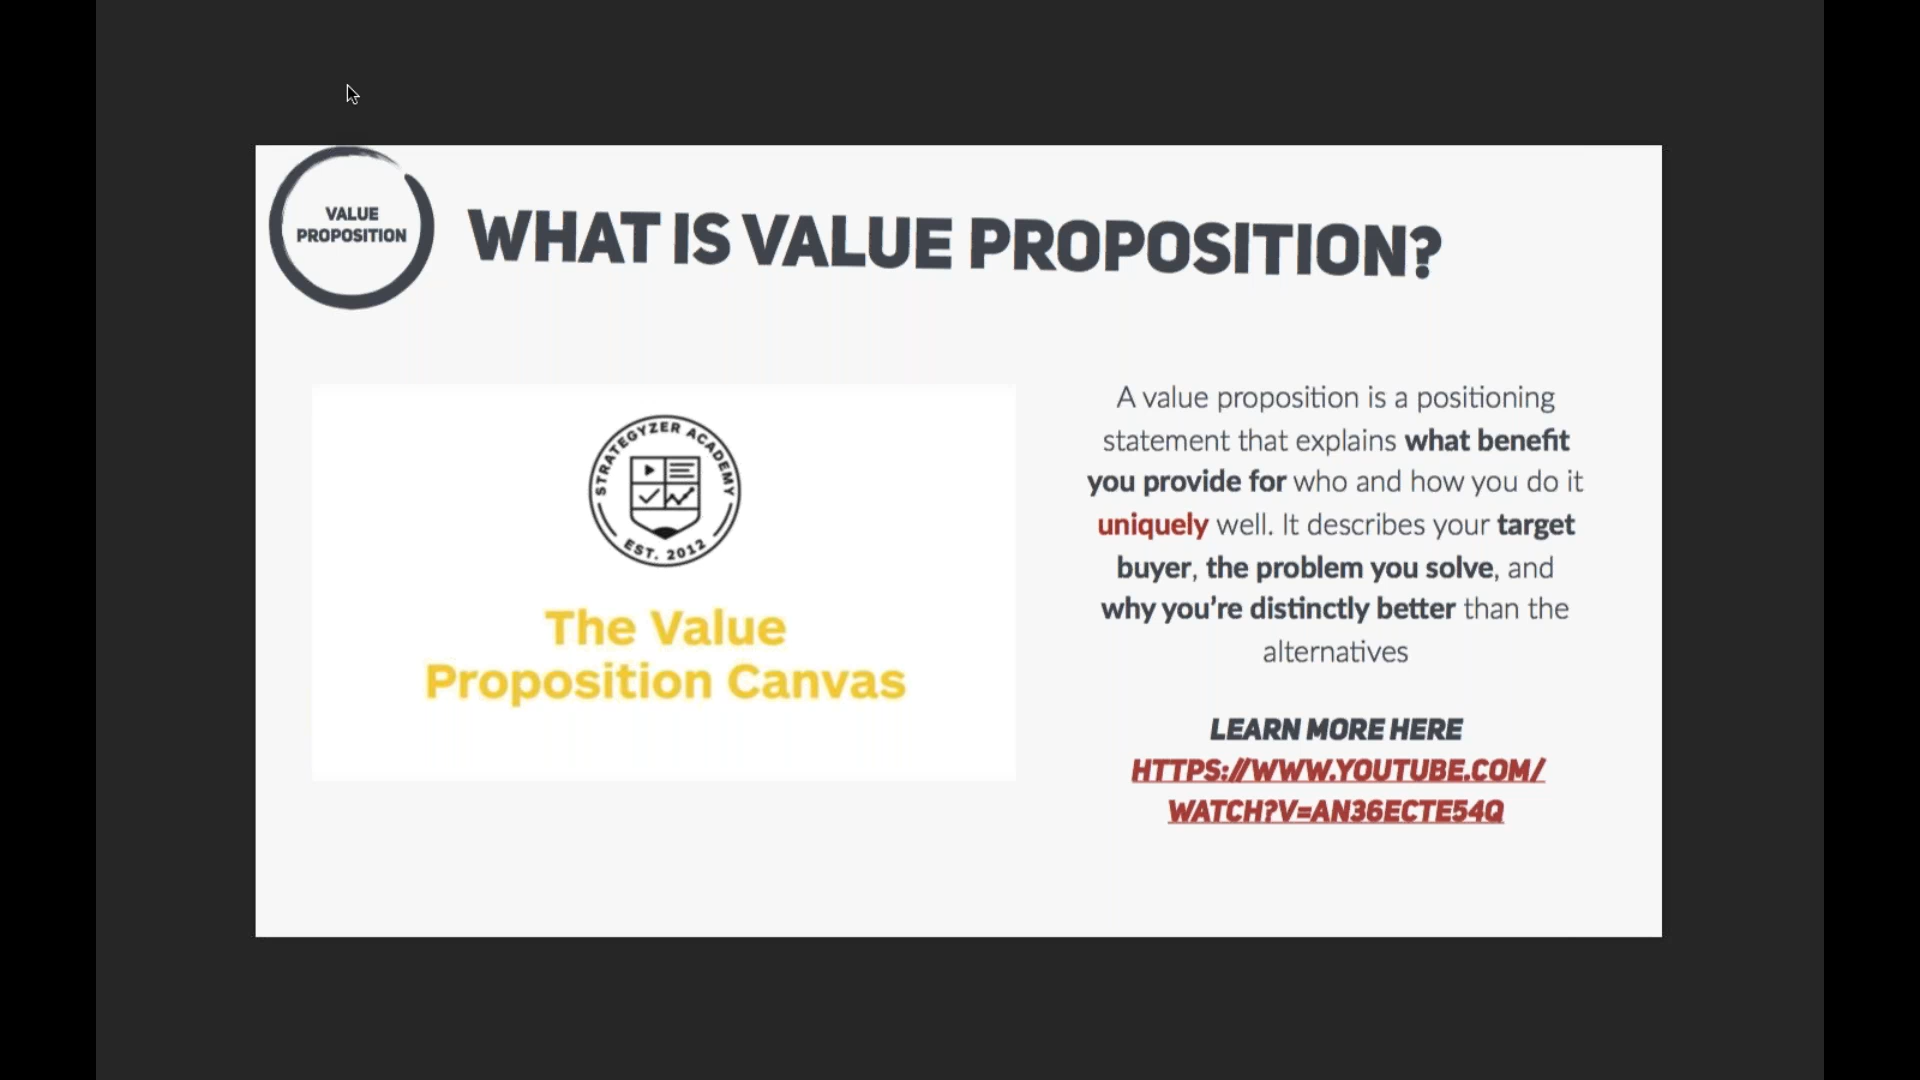 VALUE
PROPOSITION
WHAT IS VALUE PROPOSITION?
STRATEGYZER ACADEMY
EST. 2012
The Value
Proposition Canvas
A value proposition is a positioning
statement that explains what benefit
you provide for who and how you do it
uniquely well. It describes your target
buyer, the problem you solve, and
why you're distinctly better than the
alternatives
LEARN MORE HERE
HTTPS://WWW.YOUTUBE.COM/
WATCH?V=AN36ECTE54Q